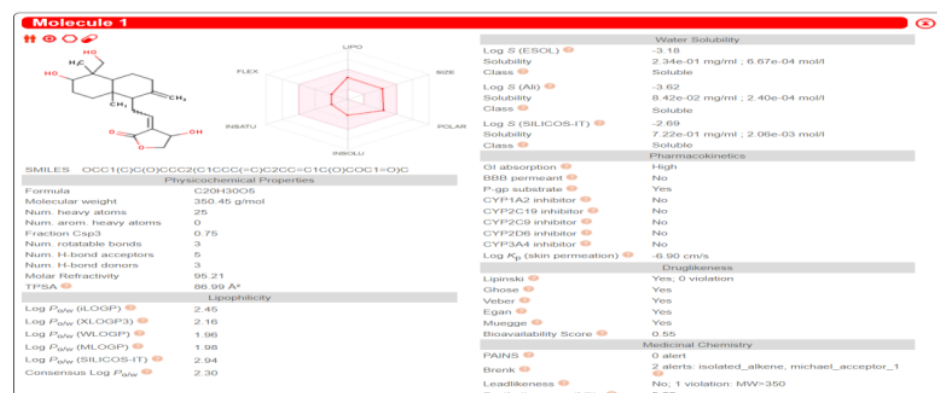 Molecule 1
HO
H₃C
HO
CH₃
CH₂
O
O
OH
LIPO
FLEX
SIZE
INSATU
POLAR
INSOLU
SMILES OCC1(C)C(O)CCC2(C1CCC(=C)C2CC=C1C(O)COC1=O)C
Physicochemical Properties
Formula C20H30O5
Molecular weight 350.45 g/mol
Num. heavy atoms 25
Num. arom. heavy atoms 0
Fraction Csp3 0.75
Num. rotatable bonds 3
Num. H-bond acceptors 5
Num. H-bond donors 3
Molar Refractivity 95.21
TPSA 86.99 Å²
Lipophilicity
Log Po/w (iLOGP) 2.45
Log Po/w (XLOGP3) 2.16
Log Po/w (WLOGP) 1.96
Log Po/w (MLOGP) 1.98
Log Po/w (SILICOS-IT) 2.94
Consensus Log Po/w 2.30
Water Solubility
Log S (ESOL) -3.18
Solubility 2.34e-01 mg/ml ; 6.67e-04 mol/l
Class Soluble
Log S (Ali) -3.62
Solubility 8.42e-02 mg/ml ; 2.40e-04 mol/l
Class Soluble
Log S (SILICOS-IT) -2.69
Solubility 7.22e-01 mg/ml ; 2.06e-03 mol/l
Class Soluble
Pharmacokinetics
GI absorption High
BBB permeant No
P-gp substrate Yes
CYP1A2 inhibitor No
CYP2C19 inhibitor No
CYP2C9 inhibitor No
CYP2D6 inhibitor No
CYP3A4 inhibitor No
Log Kp (skin permeation) -6.90 cm/s
Druglikeness
Lipinski Yes; 0 violation
Ghose Yes
Veber Yes
Egan Yes
Muegge Yes
Bioavailability Score 0.55
Medicinal Chemistry
PAINS 0 alert
Brenk 2 alerts: isolated_alkene, michael_acceptor_1
Leadlikeness No; 1 violation: MW>350